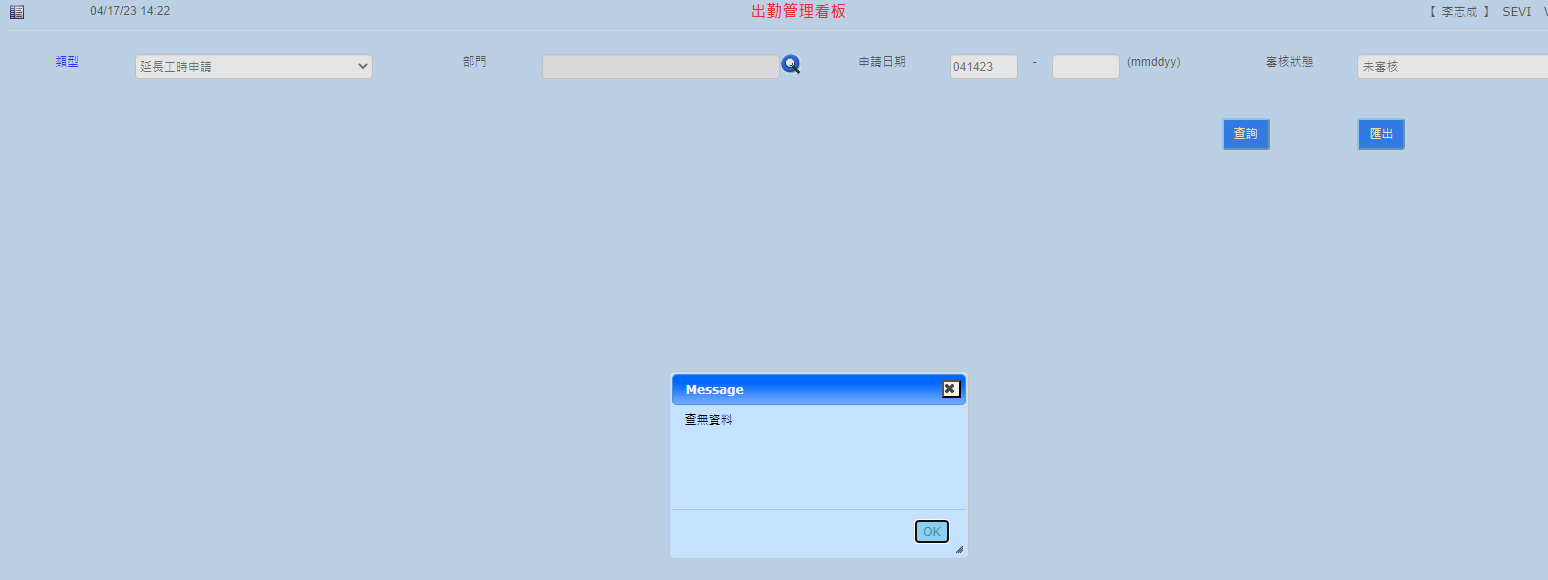 04/17/23 14:22 出勤管理看板 【 李志成 】 SEVI
類型 延長工時申請 部門 申請日期 041423 - (mmddyy) 審核狀態 未審核
查詢 匯出
Message
查無資料
OK